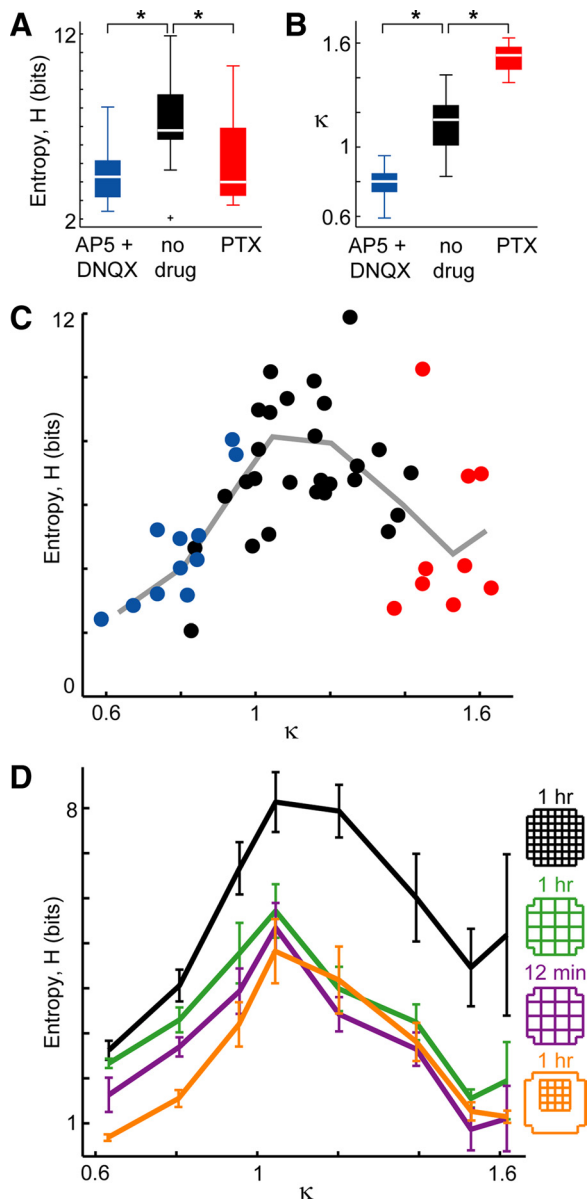 A
*
*
12
Entropy, H (bits)
2
AP5 +
DNQX
no
drug
PTX
B
*
*
1.6
κ
1
0.6
AP5 +
DNQX
no
drug
PTX
C
12
Entropy, H (bits)
0
0.6
1
1.6
κ
D
8
Entropy, H (bits)
1
0.6
1
1.6
κ
1 hr
1 hr
12 min
1 hr